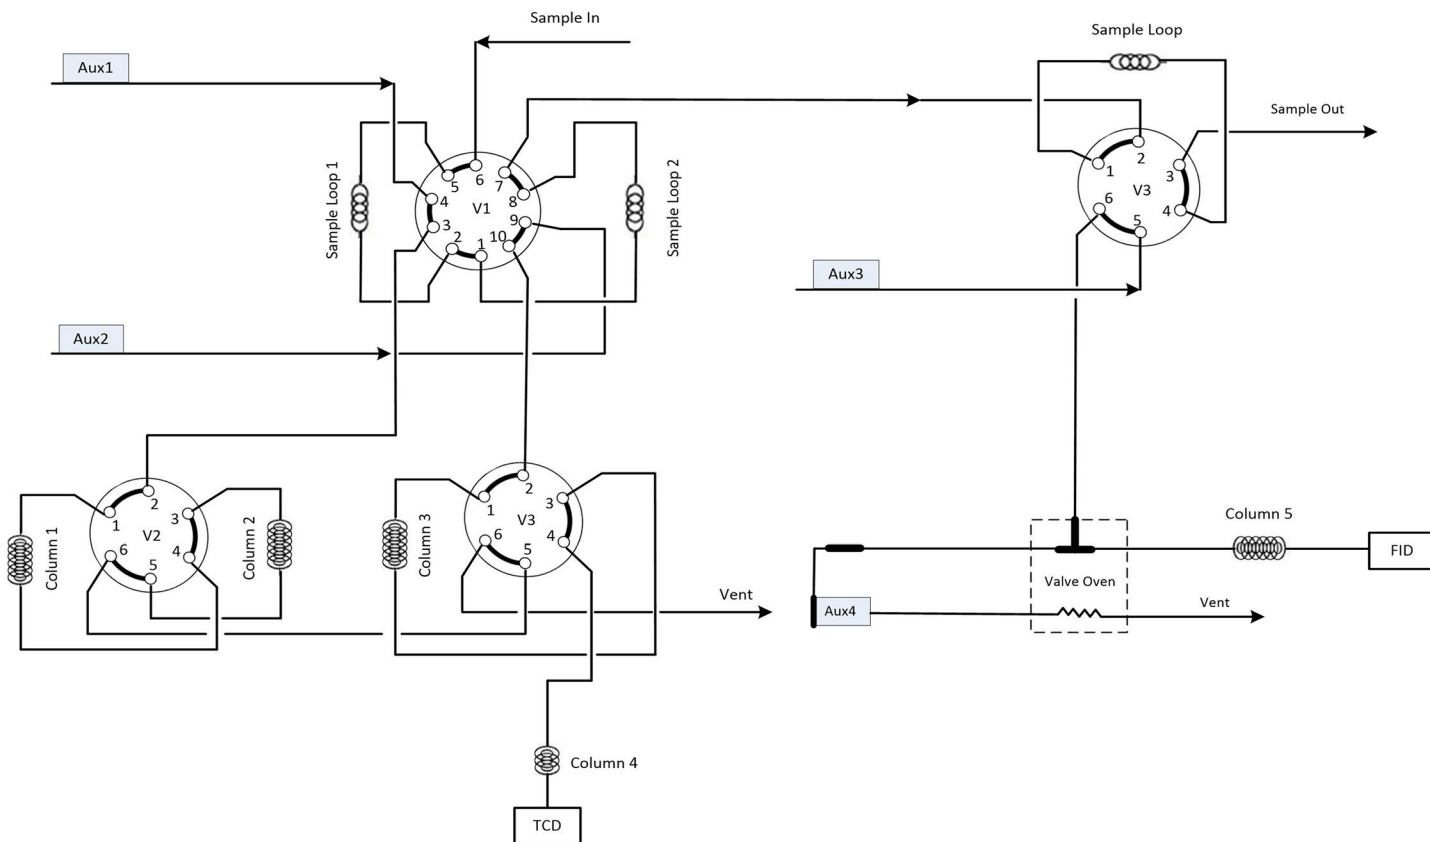 Sample In
Aux1
Sample Loop
Sample Out
Sample Loop 1
Sample Loop 2
5
6
7
8
4
V1
9
3
2
1
10
2
1
3
V3
6
4
5
Aux3
Aux2
2
1
3
V2
6
4
5
Column 1
Column 2
Column 3
2
1
3
V3
6
4
5
Vent
Column 5
FID
Valve Oven
Aux4
Vent
Column 4
TCD